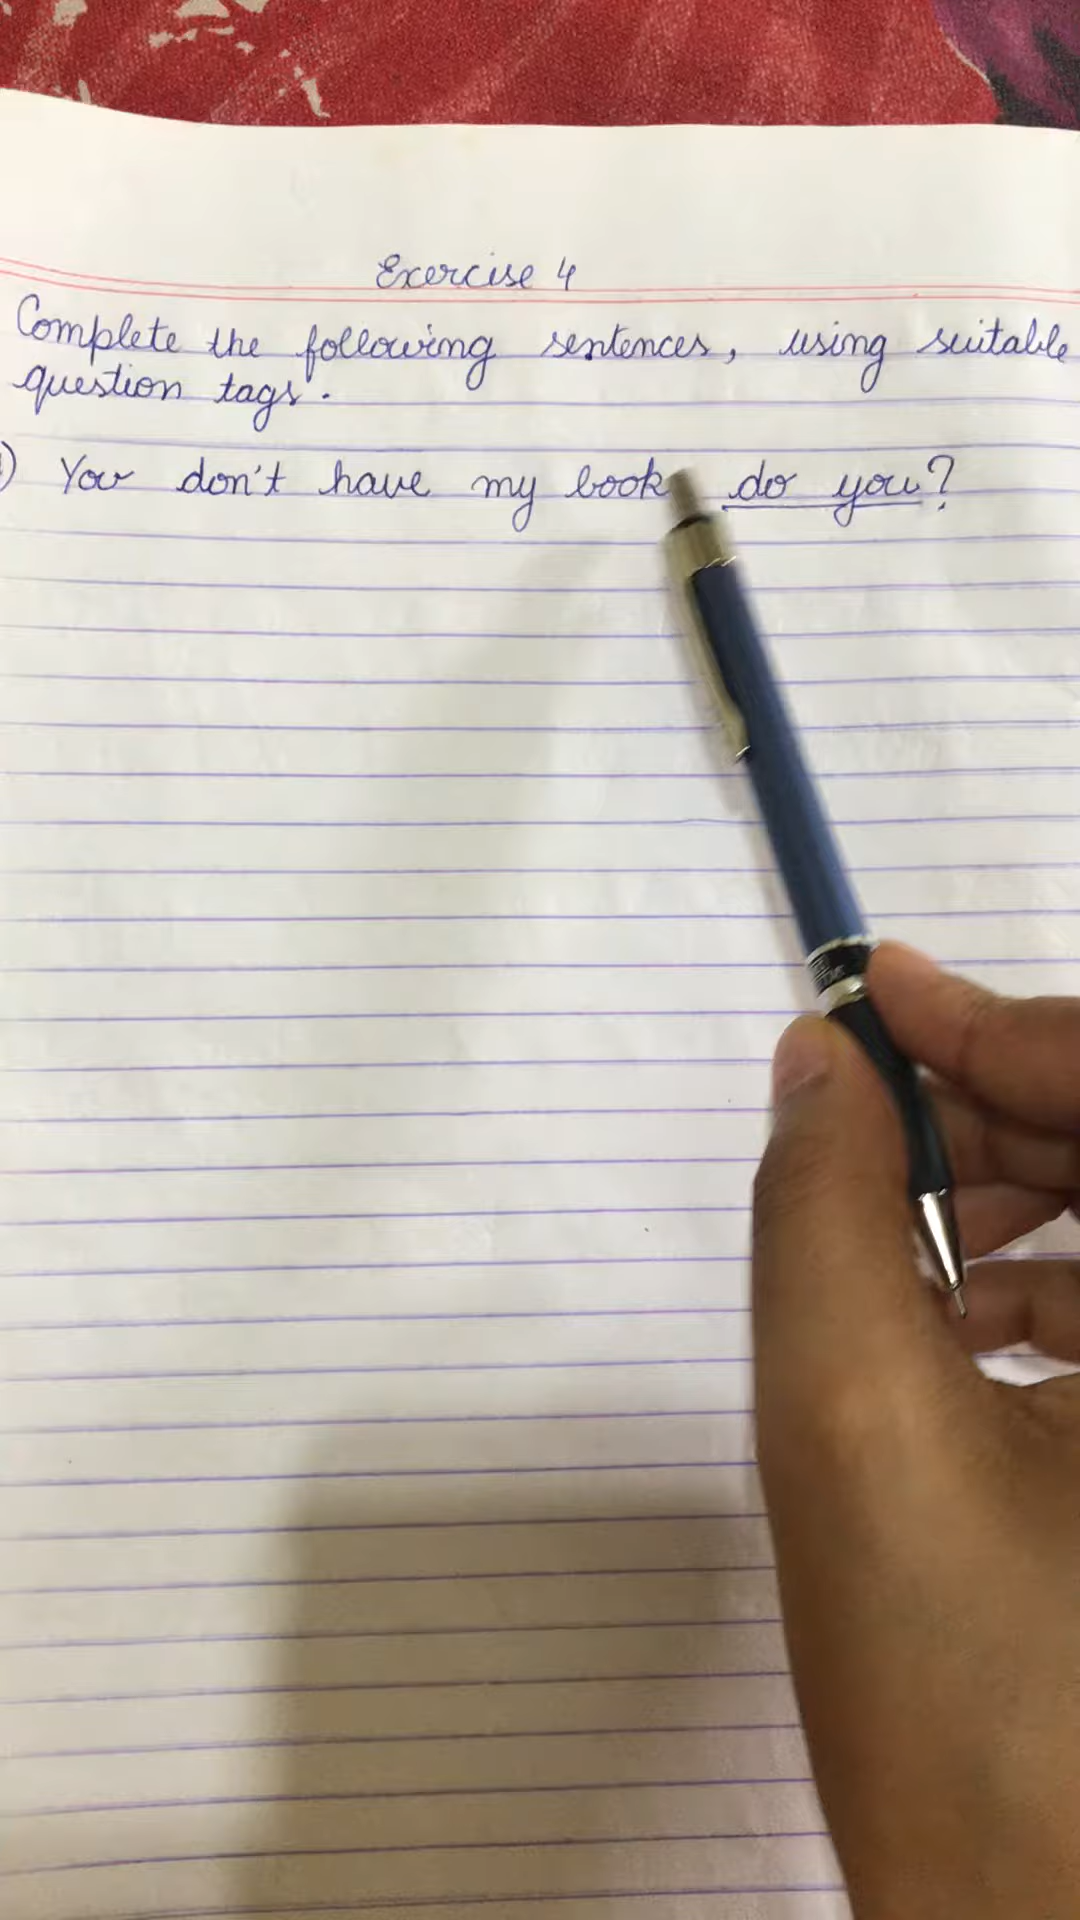 Exercise 4
Complete the following sentences, using suitable
question tags.
) You don't have my book do you?